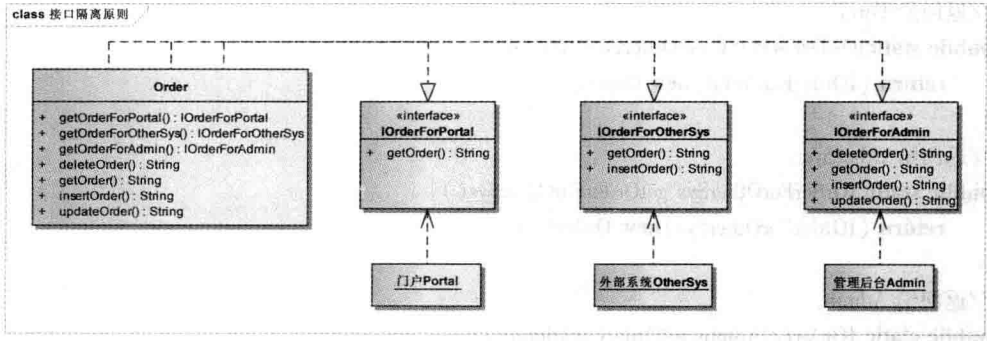 class 接口隔离原则
Order
+ getOrderForPortal() : IOrderForPortal
+ getOrderForOtherSys() : IOrderForOtherSys
+ getOrderForAdmin() : IOrderForAdmin
+ deleteOrder() : String
+ getOrder() : String
+ insertOrder() : String
+ updateOrder() : String
«interface»
IOrderForPortal
+ getOrder() : String
«interface»
IOrderForOtherSys
+ getOrder() : String
+ insertOrder() : String
«interface»
IOrderForAdmin
+ deleteOrder() : String
+ getOrder() : String
+ insertOrder() : String
+ updateOrder() : String
门户Portal
外部系统OtherSys
管理后台Admin